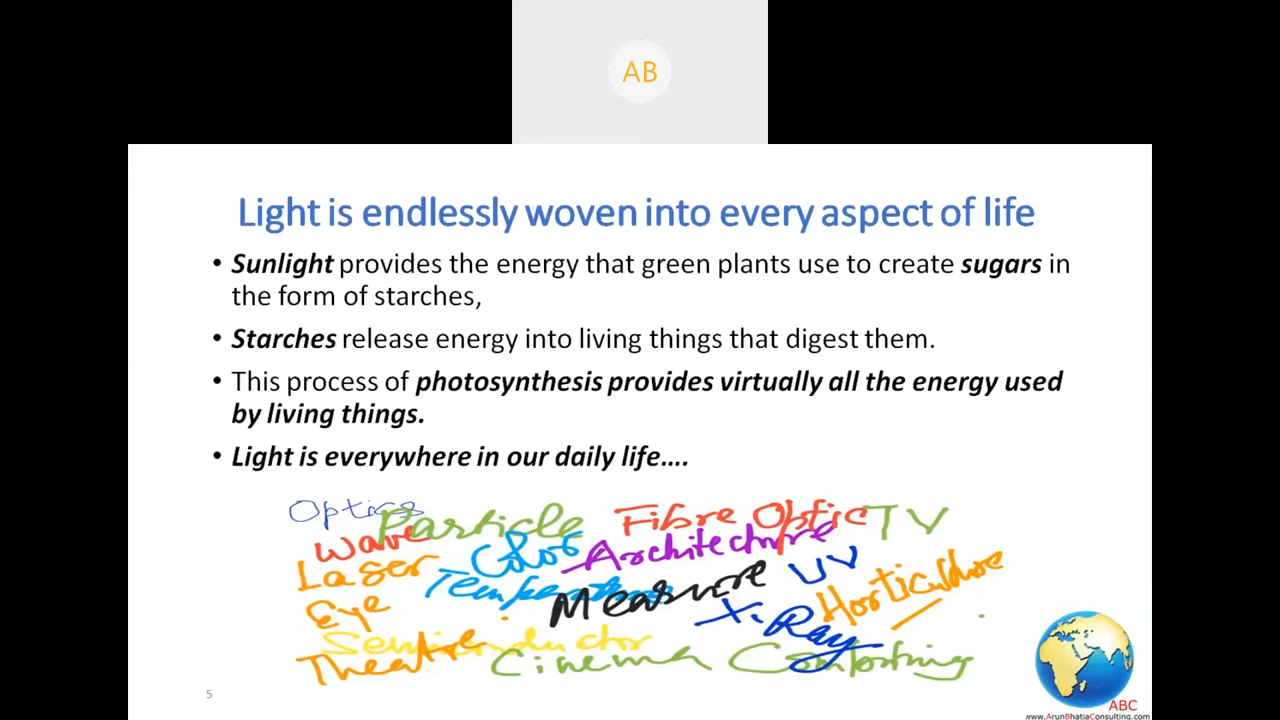 AB
Light is endlessly woven into every aspect of life
• Sunlight provides the energy that green plants use to create sugars in
the form of starches,
• Starches release energy into living things that digest them.
• This process of photosynthesis provides virtually all the energy used
by living things.
• Light is everywhere in our daily life....
Optics Particle Fibre Optic TV
Wave Color Architecture
Laser Temperature Measure UV Horticulture
Eye X-Ray
Semiconductor
Theatre Cinema Computing
5
ABC
www.ArunBhatiaConsulting.com